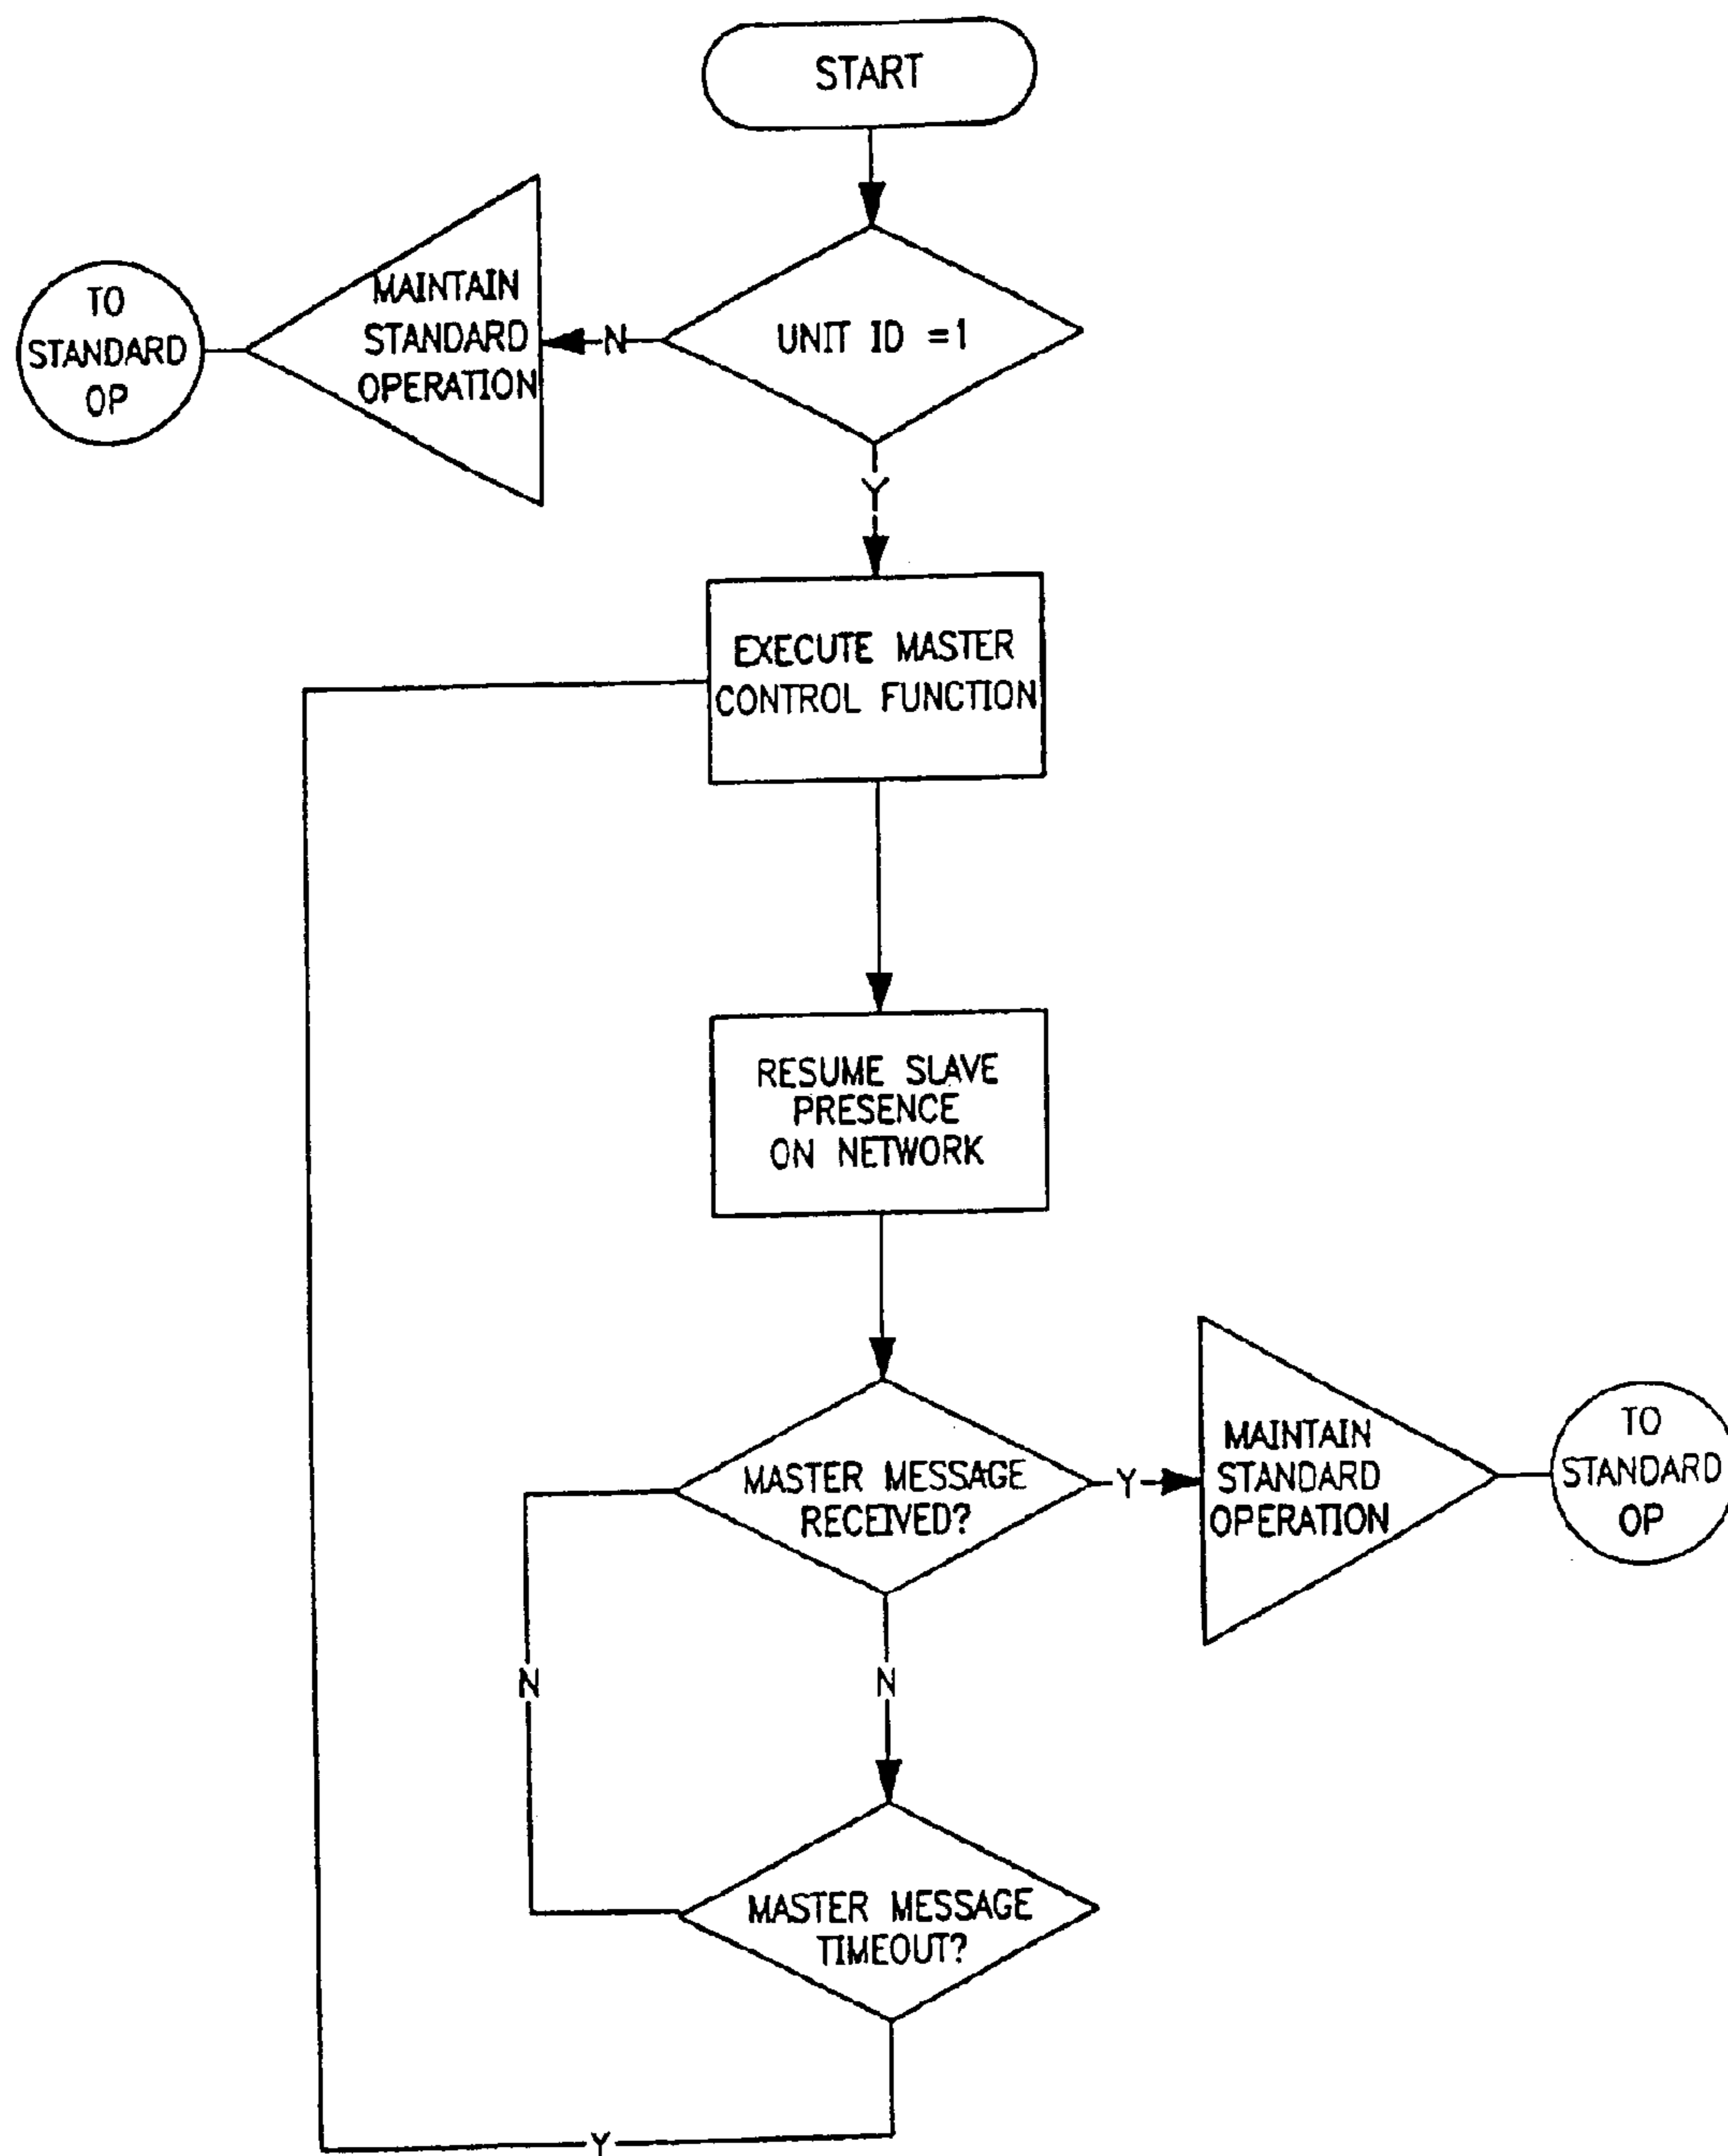 START
UNIT ID =1
N
MAINTAIN
STANDARD
OPERATION
TO
STANDARD
OP
Y
EXECUTE MASTER
CONTROL FUNCTION
RESUME SLAVE
PRESENCE
ON NETWORK
MASTER MESSAGE
RECEIVED?
Y
MAINTAIN
STANDARD
OPERATION
TO
STANDARD
OP
N
N
MASTER MESSAGE
TIMEOUT?
Y